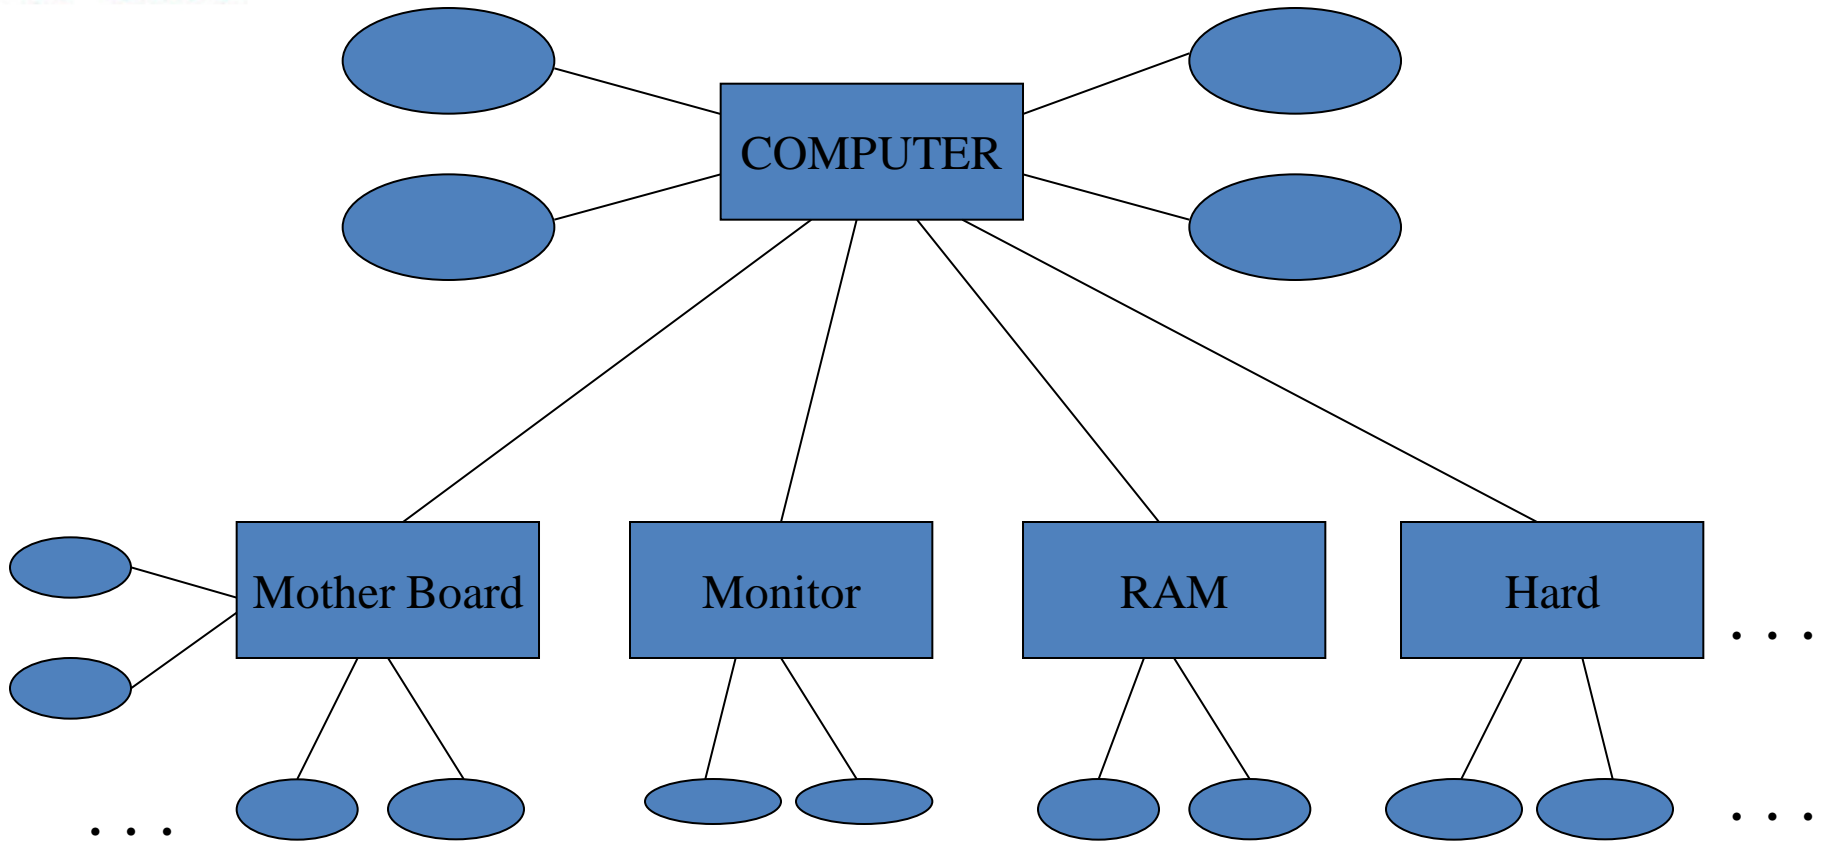 COMPUTER
Mother Board
Monitor
RAM
Hard
. . .
. . .
. . .